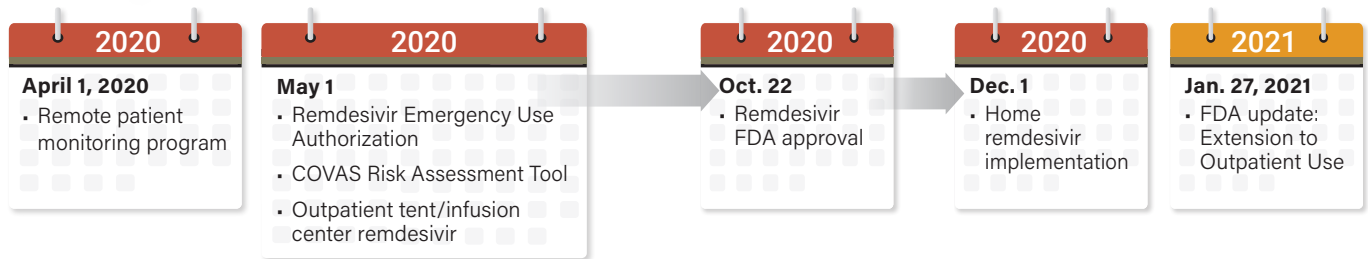 2020
April 1, 2020
· Remote patient
monitoring program
2020
May 1
· Remdesivir Emergency Use
Authorization
· COVAS Risk Assessment Tool
· Outpatient tent/infusion
center remdesivir
2020
Oct. 22
· Remdesivir
FDA approval
2020
Dec. 1
· Home
remdesivir
implementation
2021
Jan. 27, 2021
· FDA update:
Extension to
Outpatient Use